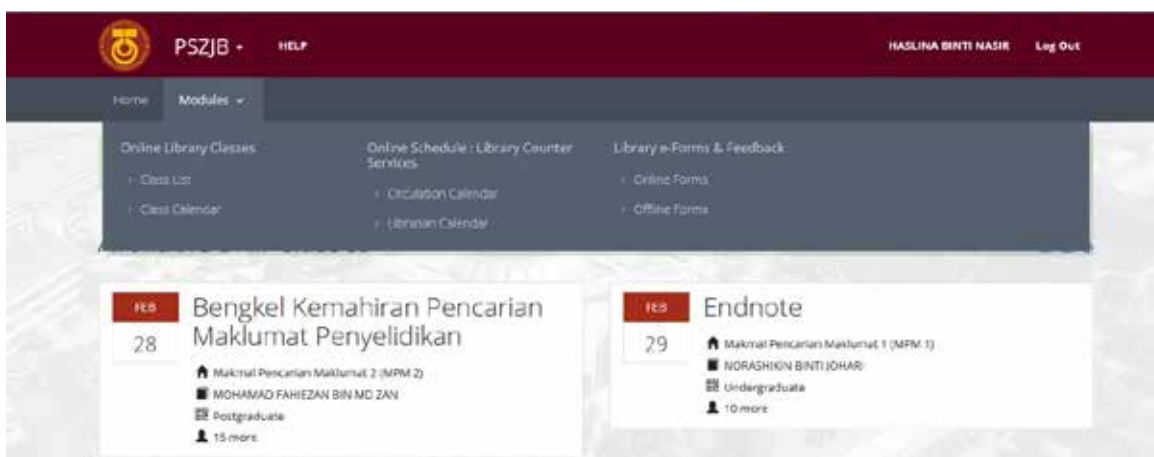 PSZJB HELP HASLINA BINTI NASIR Log Out
Home Modules
Online Library Classes
Class List
Class Calendar
Online Schedule : Library Counter
Services
Circulation Calendar
Librarian Calendar
Library e-Forms & Feedback
Online Forms
Offline Forms
FEB
28
Bengkel Kemahiran Pencarian
Maklumat Penyelidikan
Makmal Pencarian Maklumat 2 (MPM 2)
MOHAMAD FAHIEZAN BIN MD ZAN
Postgraduate
15 more
FEB
29
Endnote
Makmal Pencarian Maklumat 1 (MPM 1)
NORASHIKIN BINTI JOHARI
Undergraduate
10 more